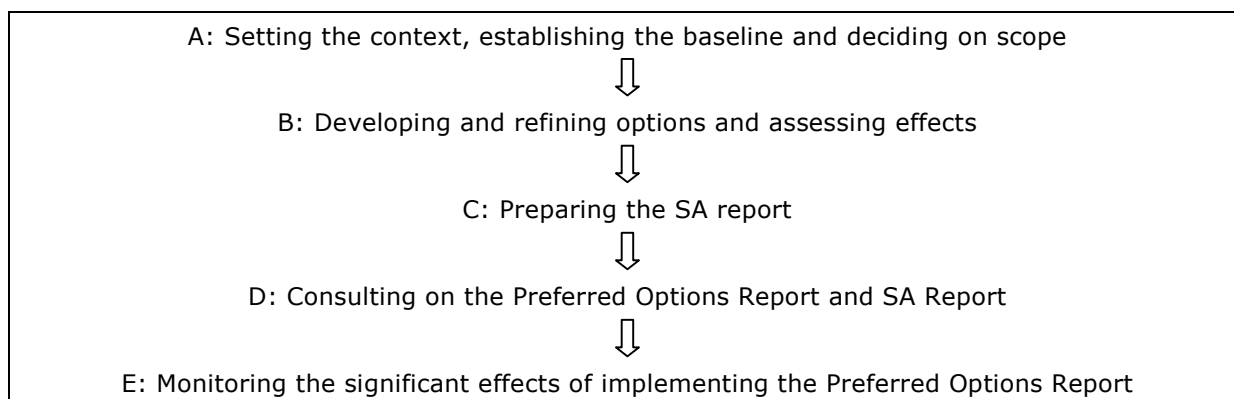 A: Setting the context, establishing the baseline and deciding on scope
B: Developing and refining options and assessing effects
C: Preparing the SA report
D: Consulting on the Preferred Options Report and SA Report
E: Monitoring the significant effects of implementing the Preferred Options Report